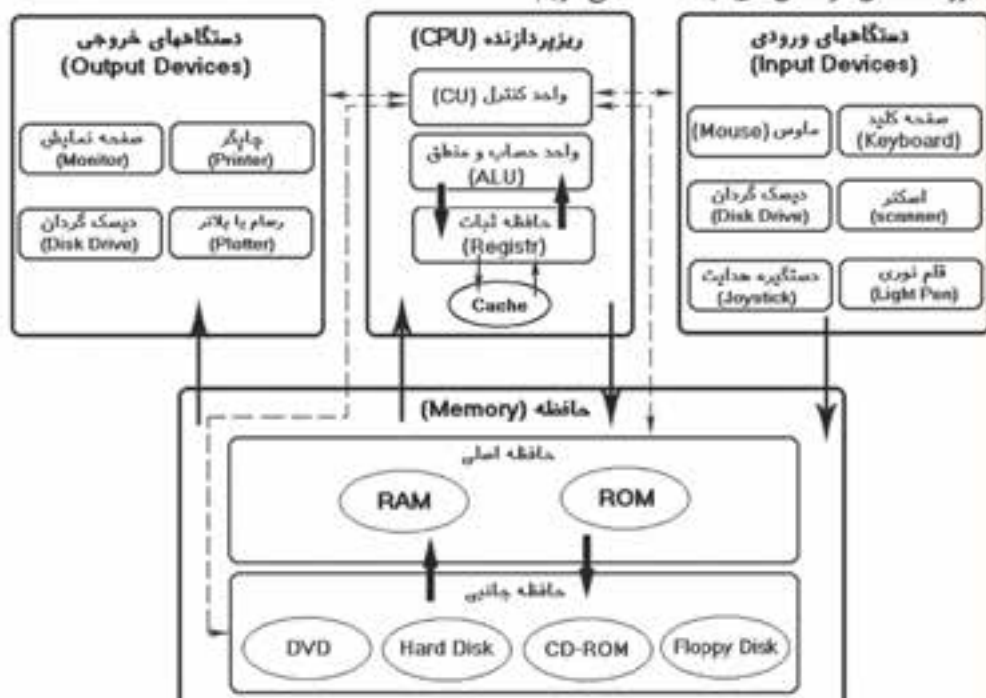 دستگاههای ورودی
(Input Devices)
صفحه کلید
(Keyboard)
ماوس (Mouse)
اسکنر
(scanner)
دیسک گردان
(Disk Drive)
قلم نوری
(Light Pen)
دستگیره هدایت
(Joystick)
ریزپردازنده (CPU)
واحد کنترل (CU)
واحد حساب و منطق
(ALU)
حافظه ثبات
(Registr)
Cache
دستگاههای خروجی
(Output Devices)
چاپگر
(Printer)
صفحه نمایش
(Monitor)
رسام یا پلاتر
(Plotter)
دیسک گردان
(Disk Drive)
حافظه (Memory)
حافظه اصلی
RAM
ROM
حافظه جانبی
DVD
Hard Disk
CD-ROM
Floppy Disk